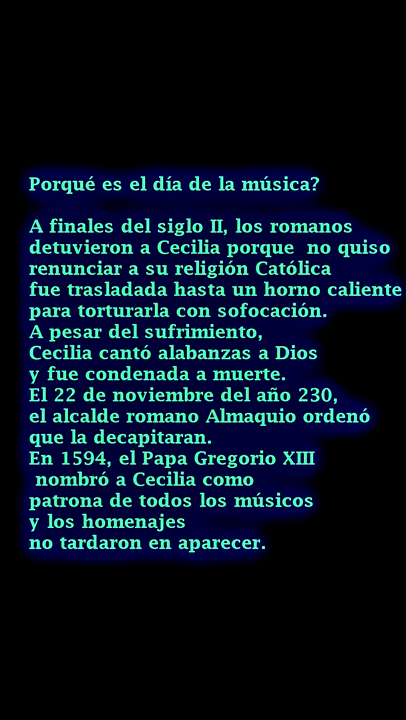 Porqué es el día de la música?
A finales del siglo II, los romanos
detuvieron a Cecilia porque  no quiso
renunciar a su religión Católica
fue trasladada hasta un horno caliente
para torturarla con sofocación.
A pesar del sufrimiento,
Cecilia cantó alabanzas a Dios
y fue condenada a muerte.
El 22 de noviembre del año 230,
el alcalde romano Almaquio ordenó
que la decapitaran.
En 1594, el Papa Gregorio XIII
nombró a Cecilia como
patrona de todos los músicos
y los homenajes
no tardaron en aparecer.